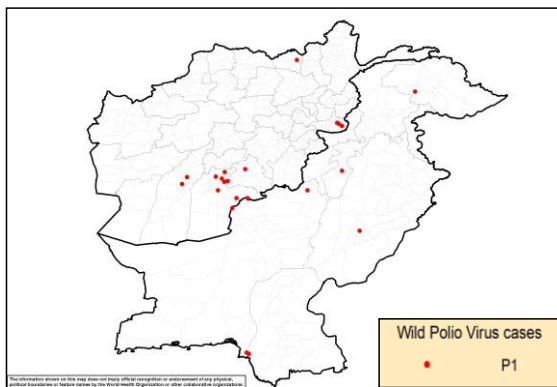 Wild Polio Virus cases
P1
The information shown on this map does not imply official recognition or endorsement of any physical,
political boundaries or feature names by the World Health Organization or other collaborative organizations.